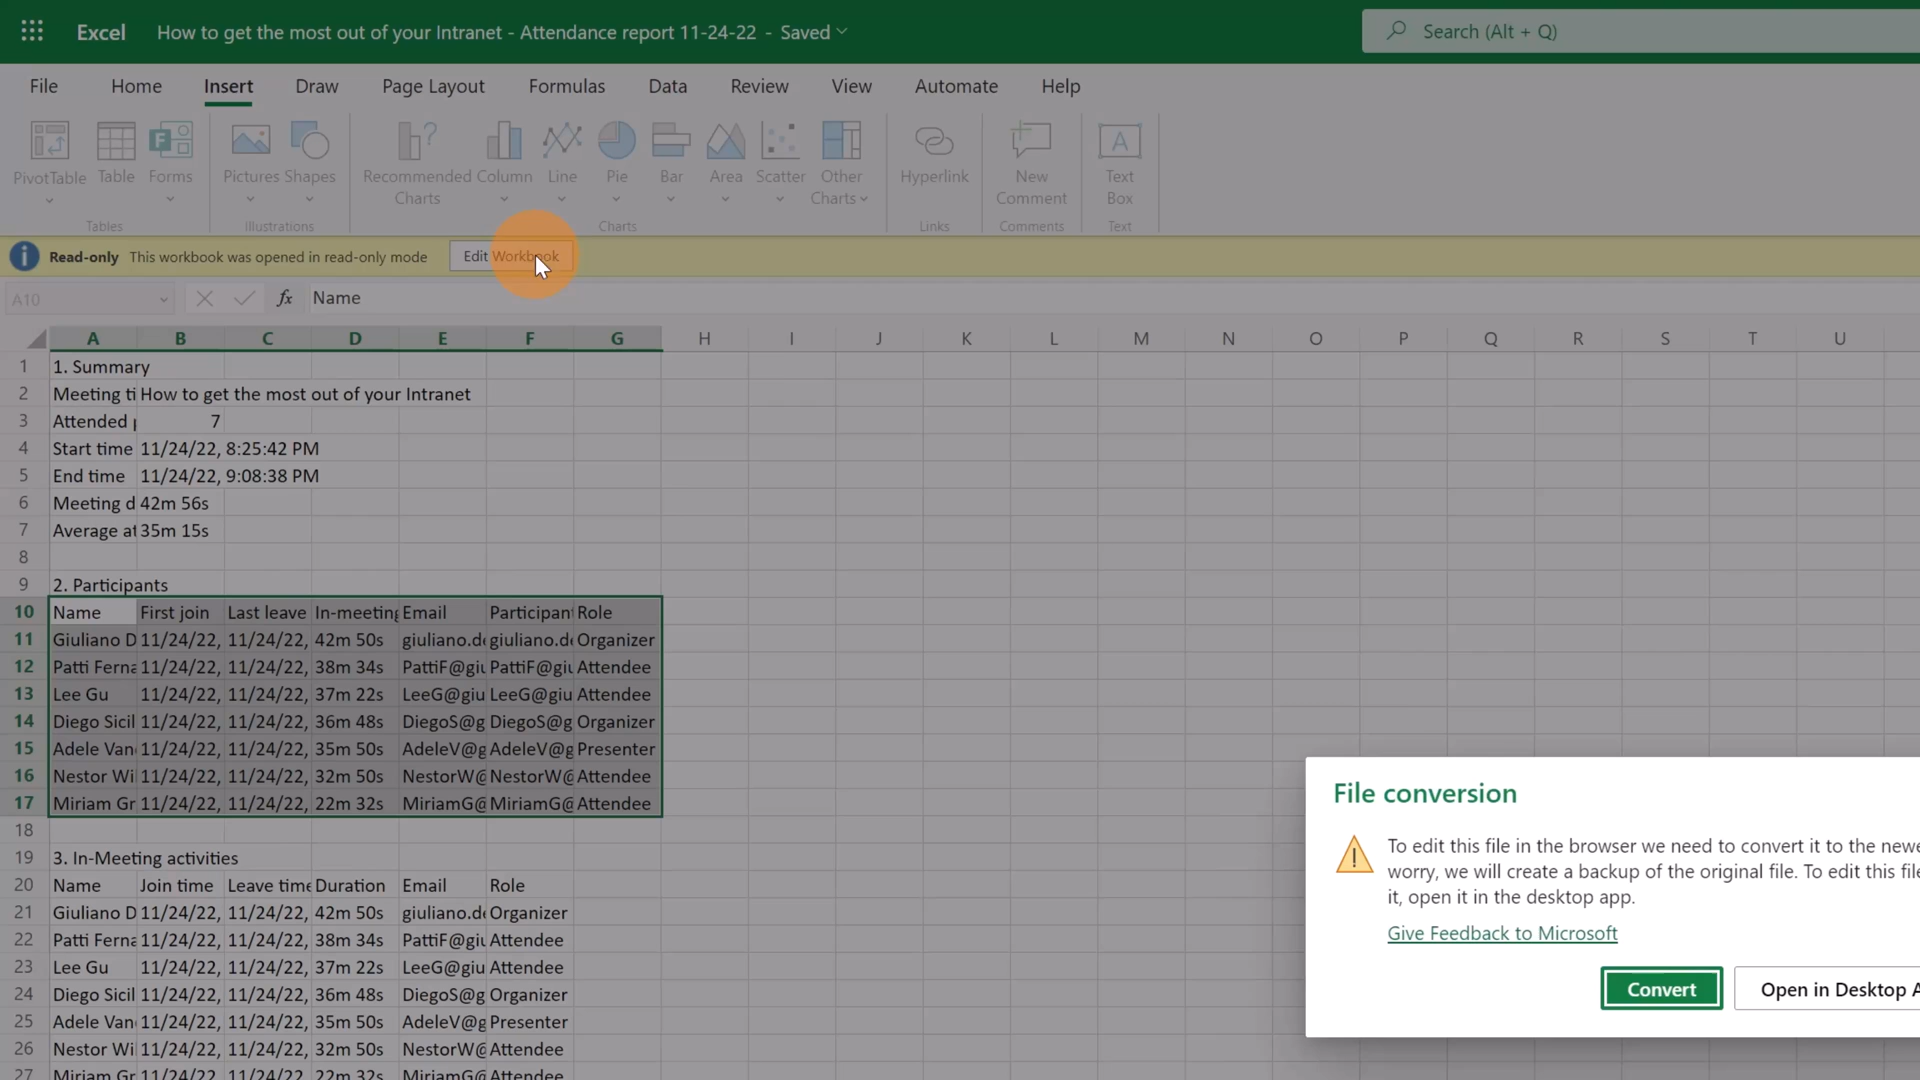 Excel How to get the most out of your Intranet - Attendance report 11-24-22 - Saved Search (Alt + Q)
File Home Insert Draw Page Layout Formulas Data Review View Automate Help
PivotTable Table Forms Pictures Shapes Recommended Charts Column Line Pie Bar Area Scatter Other Charts Hyperlink New Comment Text Box
Tables Illustrations Charts Links Comments Text
Read-only This workbook was opened in read-only mode Edit Workbook
A10 fx Name
A B C D E F G H I J K L M N O P Q R S T U
1 1. Summary
2 Meeting ti How to get the most out of your Intranet
3 Attended p 7
4 Start time 11/24/22, 8:25:42 PM
5 End time 11/24/22, 9:08:38 PM
6 Meeting d 42m 56s
7 Average at 35m 15s
8
9 2. Participants
10 Name First join Last leave In-meeting Email Participant Role
11 Giuliano D 11/24/22, 11/24/22, 42m 50s giuliano.de giuliano.de Organizer
12 Patti Ferna 11/24/22, 11/24/22, 38m 34s PattiF@giu PattiF@giu Attendee
13 Lee Gu 11/24/22, 11/24/22, 37m 22s LeeG@giu LeeG@giu Attendee
14 Diego Sicil 11/24/22, 11/24/22, 36m 48s DiegoS@g DiegoS@g Organizer
15 Adele Van 11/24/22, 11/24/22, 35m 50s AdeleV@g AdeleV@g Presenter
16 Nestor Wi 11/24/22, 11/24/22, 32m 50s NestorW@ NestorW@ Attendee
17 Miriam Gr 11/24/22, 11/24/22, 22m 32s MiriamG@ MiriamG@ Attendee
18
19 3. In-Meeting activities
20 Name Join time Leave time Duration Email Role
21 Giuliano D 11/24/22, 11/24/22, 42m 50s giuliano.de Organizer
22 Patti Ferna 11/24/22, 11/24/22, 38m 34s PattiF@giu Attendee
23 Lee Gu 11/24/22, 11/24/22, 37m 22s LeeG@giu Attendee
24 Diego Sicil 11/24/22, 11/24/22, 36m 48s DiegoS@g Organizer
25 Adele Van 11/24/22, 11/24/22, 35m 50s AdeleV@g Presenter
26 Nestor Wi 11/24/22, 11/24/22, 32m 50s NestorW@ Attendee
27 Miriam Gr 11/24/22, 11/24/22, 22m 32s MiriamG@ Attendee
File conversion
To edit this file in the browser we need to convert it to the newe
worry, we will create a backup of the original file. To edit this file
it, open it in the desktop app.
Give Feedback to Microsoft
Convert Open in Desktop A